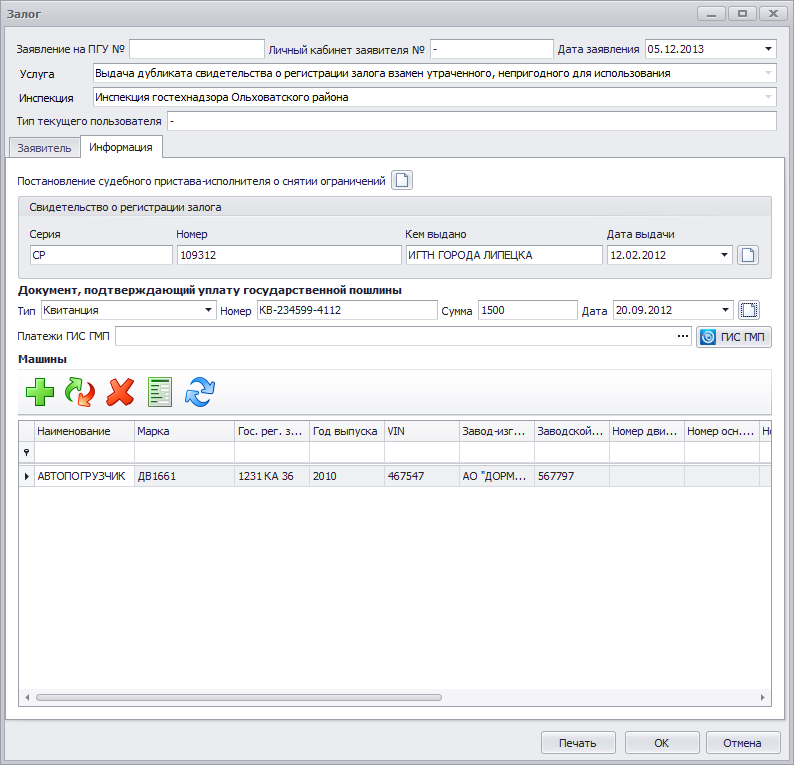 Залог
Заявление на ПГУ № Личный кабинет заявителя № - Дата заявления 05.12.2013
Услуга Выдача дубликата свидетельства о регистрации залога взамен утраченного, непригодного для использования
Инспекция Инспекция гостехнадзора Ольховатского района
Тип текущего пользователя -
Заявитель Информация
Постановление судебного пристава-исполнителя о снятии ограничений
Свидетельство о регистрации залога
Серия Номер Кем выдано Дата выдачи
СР 109312 ИГТН ГОРОДА ЛИПЕЦКА 12.02.2012
Документ, подтверждающий уплату государственной пошлины
Тип Квитанция Номер КВ-234599-4112 Сумма 1500 Дата 20.09.2012
Платежи ГИС ГМП ... ГИС ГМП
Машины
Наименование Марка Гос. рег. з... Год выпуска VIN Завод-изг... Заводской... Номер дви... Номер осн....
АВТОПОГРУЗЧИК ДВ1661 1231 КА 36 2010 467547 АО "ДОРМ... 567797
Печать ОК Отмена